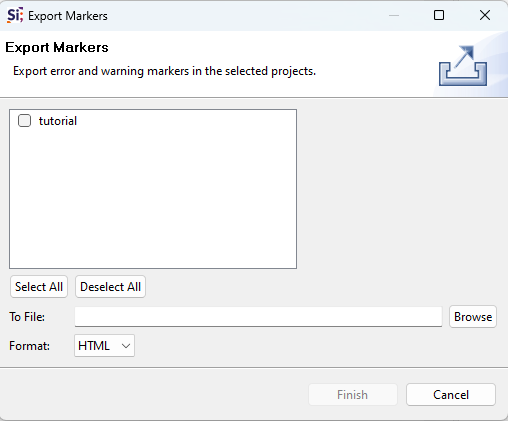 Si Export Markers
Export Markers
Export error and warning markers in the selected projects.
tutorial
Select All Deselect All
To File: Browse
Format: HTML
Finish Cancel